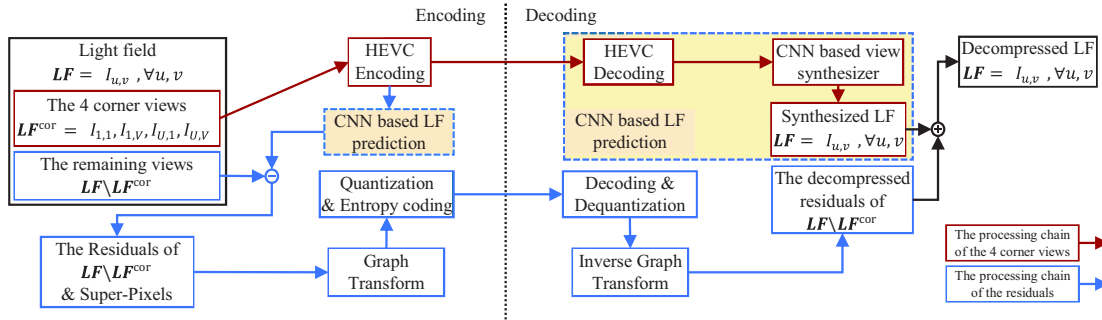 Encoding
Decoding
Light field
LF = I_{u,v} , ∀u, v
The 4 corner views
LF^{cor} = I_{1,1}, I_{1,V}, I_{U,1}, I_{U,V}
The remaining views
LF\LF^{cor}
The Residuals of
LF\LF^{cor}
& Super-Pixels
HEVC
Encoding
CNN based LF
prediction
Quantization
& Entropy coding
Graph
Transform
HEVC
Decoding
CNN based view
synthesizer
CNN based LF
prediction
Synthesized LF
LF = I_{u,v} , ∀u, v
Decoding &
Dequantization
Inverse Graph
Transform
The decompressed
residuals of
LF\LF^{cor}
Decompressed LF
LF = I_{u,v} , ∀u, v
The processing chain
of the 4 corner views
The processing chain
of the residuals